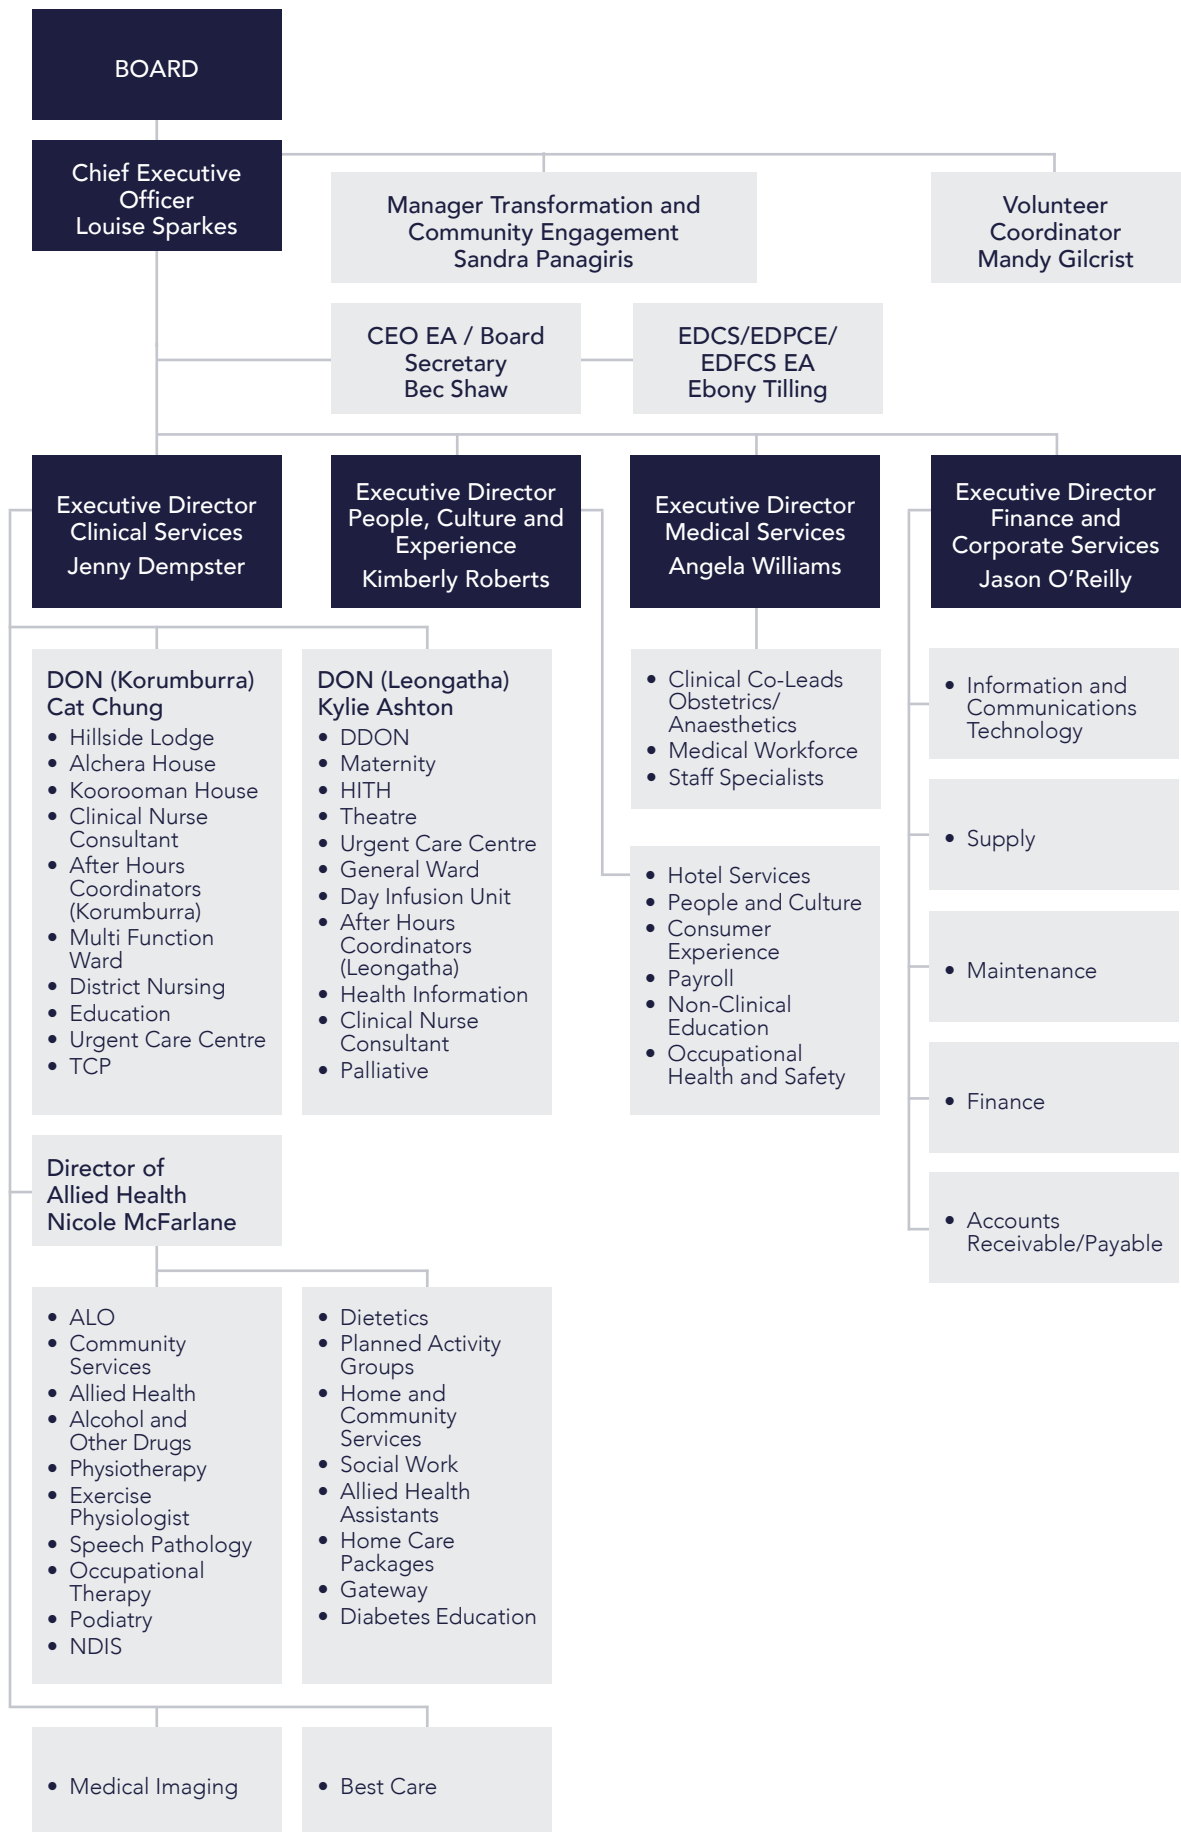 BOARD
Chief Executive
Officer
Louise Sparkes
Manager Transformation and
Community Engagement
Sandra Panagiris
Volunteer
Coordinator
Mandy Gilcrist
CEO EA / Board
Secretary
Bec Shaw
EDCS/EDPCE/
EDFCS EA
Ebony Tilling
Executive Director
Clinical Services
Jenny Dempster
Executive Director
People, Culture and
Experience
Kimberly Roberts
Executive Director
Medical Services
Angela Williams
Executive Director
Finance and
Corporate Services
Jason O'Reilly
DON (Korumburra)
Cat Chung
• Hillside Lodge
• Alchera House
• Koorooman House
• Clinical Nurse
Consultant
• After Hours
Coordinators
(Korumburra)
• Multi Function
Ward
• District Nursing
• Education
• Urgent Care Centre
• TCP
DON (Leongatha)
Kylie Ashton
• DDON
• Maternity
• HITH
• Theatre
• Urgent Care Centre
• General Ward
• Day Infusion Unit
• After Hours
Coordinators
(Leongatha)
• Health Information
• Clinical Nurse
Consultant
• Palliative
• Clinical Co-Leads
Obstetrics/
Anaesthetics
• Medical Workforce
• Staff Specialists
• Hotel Services
• People and Culture
• Consumer
Experience
• Payroll
• Non-Clinical
Education
• Occupational
Health and Safety
• Information and
Communications
Technology
• Supply
• Maintenance
• Finance
• Accounts
Receivable/Payable
Director of
Allied Health
Nicole McFarlane
• ALO
• Community
Services
• Allied Health
• Alcohol and
Other Drugs
• Physiotherapy
• Exercise
Physiologist
• Speech Pathology
• Occupational
Therapy
• Podiatry
• NDIS
• Dietetics
• Planned Activity
Groups
• Home and
Community
Services
• Social Work
• Allied Health
Assistants
• Home Care
Packages
• Gateway
• Diabetes Education
• Medical Imaging
• Best Care